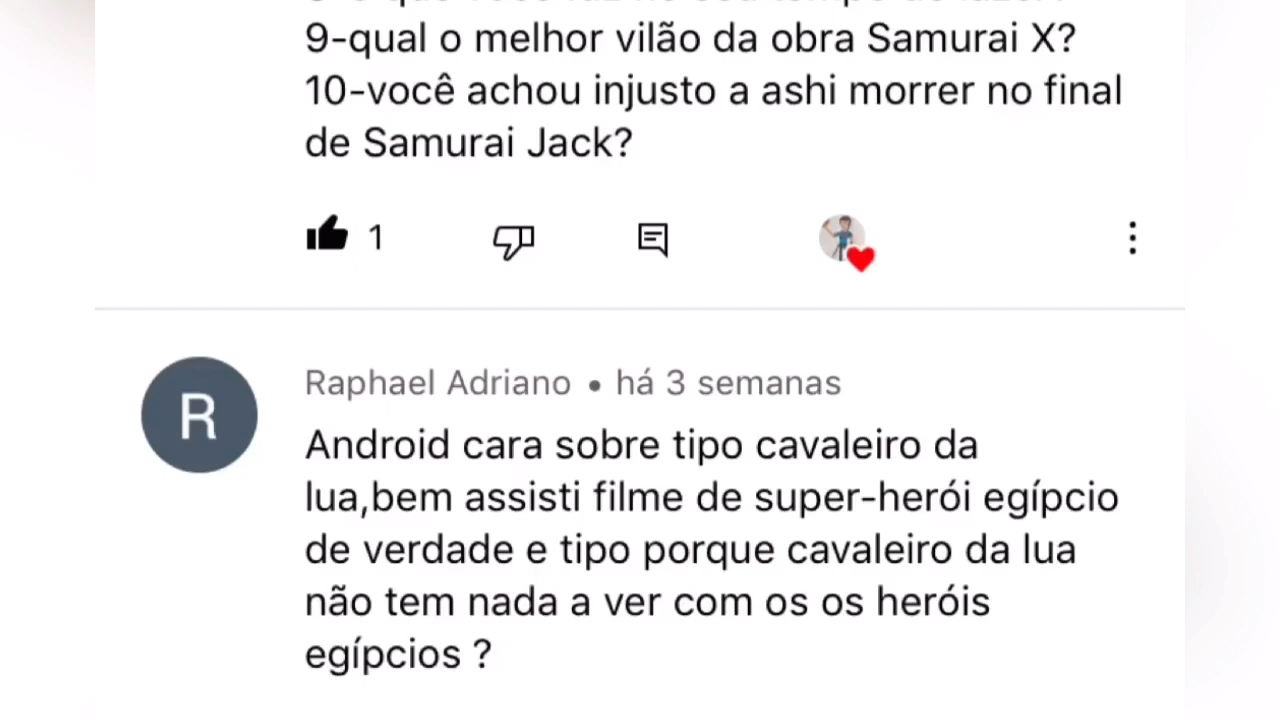 9-qual o melhor vilão da obra Samurai X?
10-você achou injusto a ashi morrer no final
de Samurai Jack?
1
R
Raphael Adriano • há 3 semanas
Android cara sobre tipo cavaleiro da
lua,bem assisti filme de super-herói egípcio
de verdade e tipo porque cavaleiro da lua
não tem nada a ver com os os heróis
egípcios ?